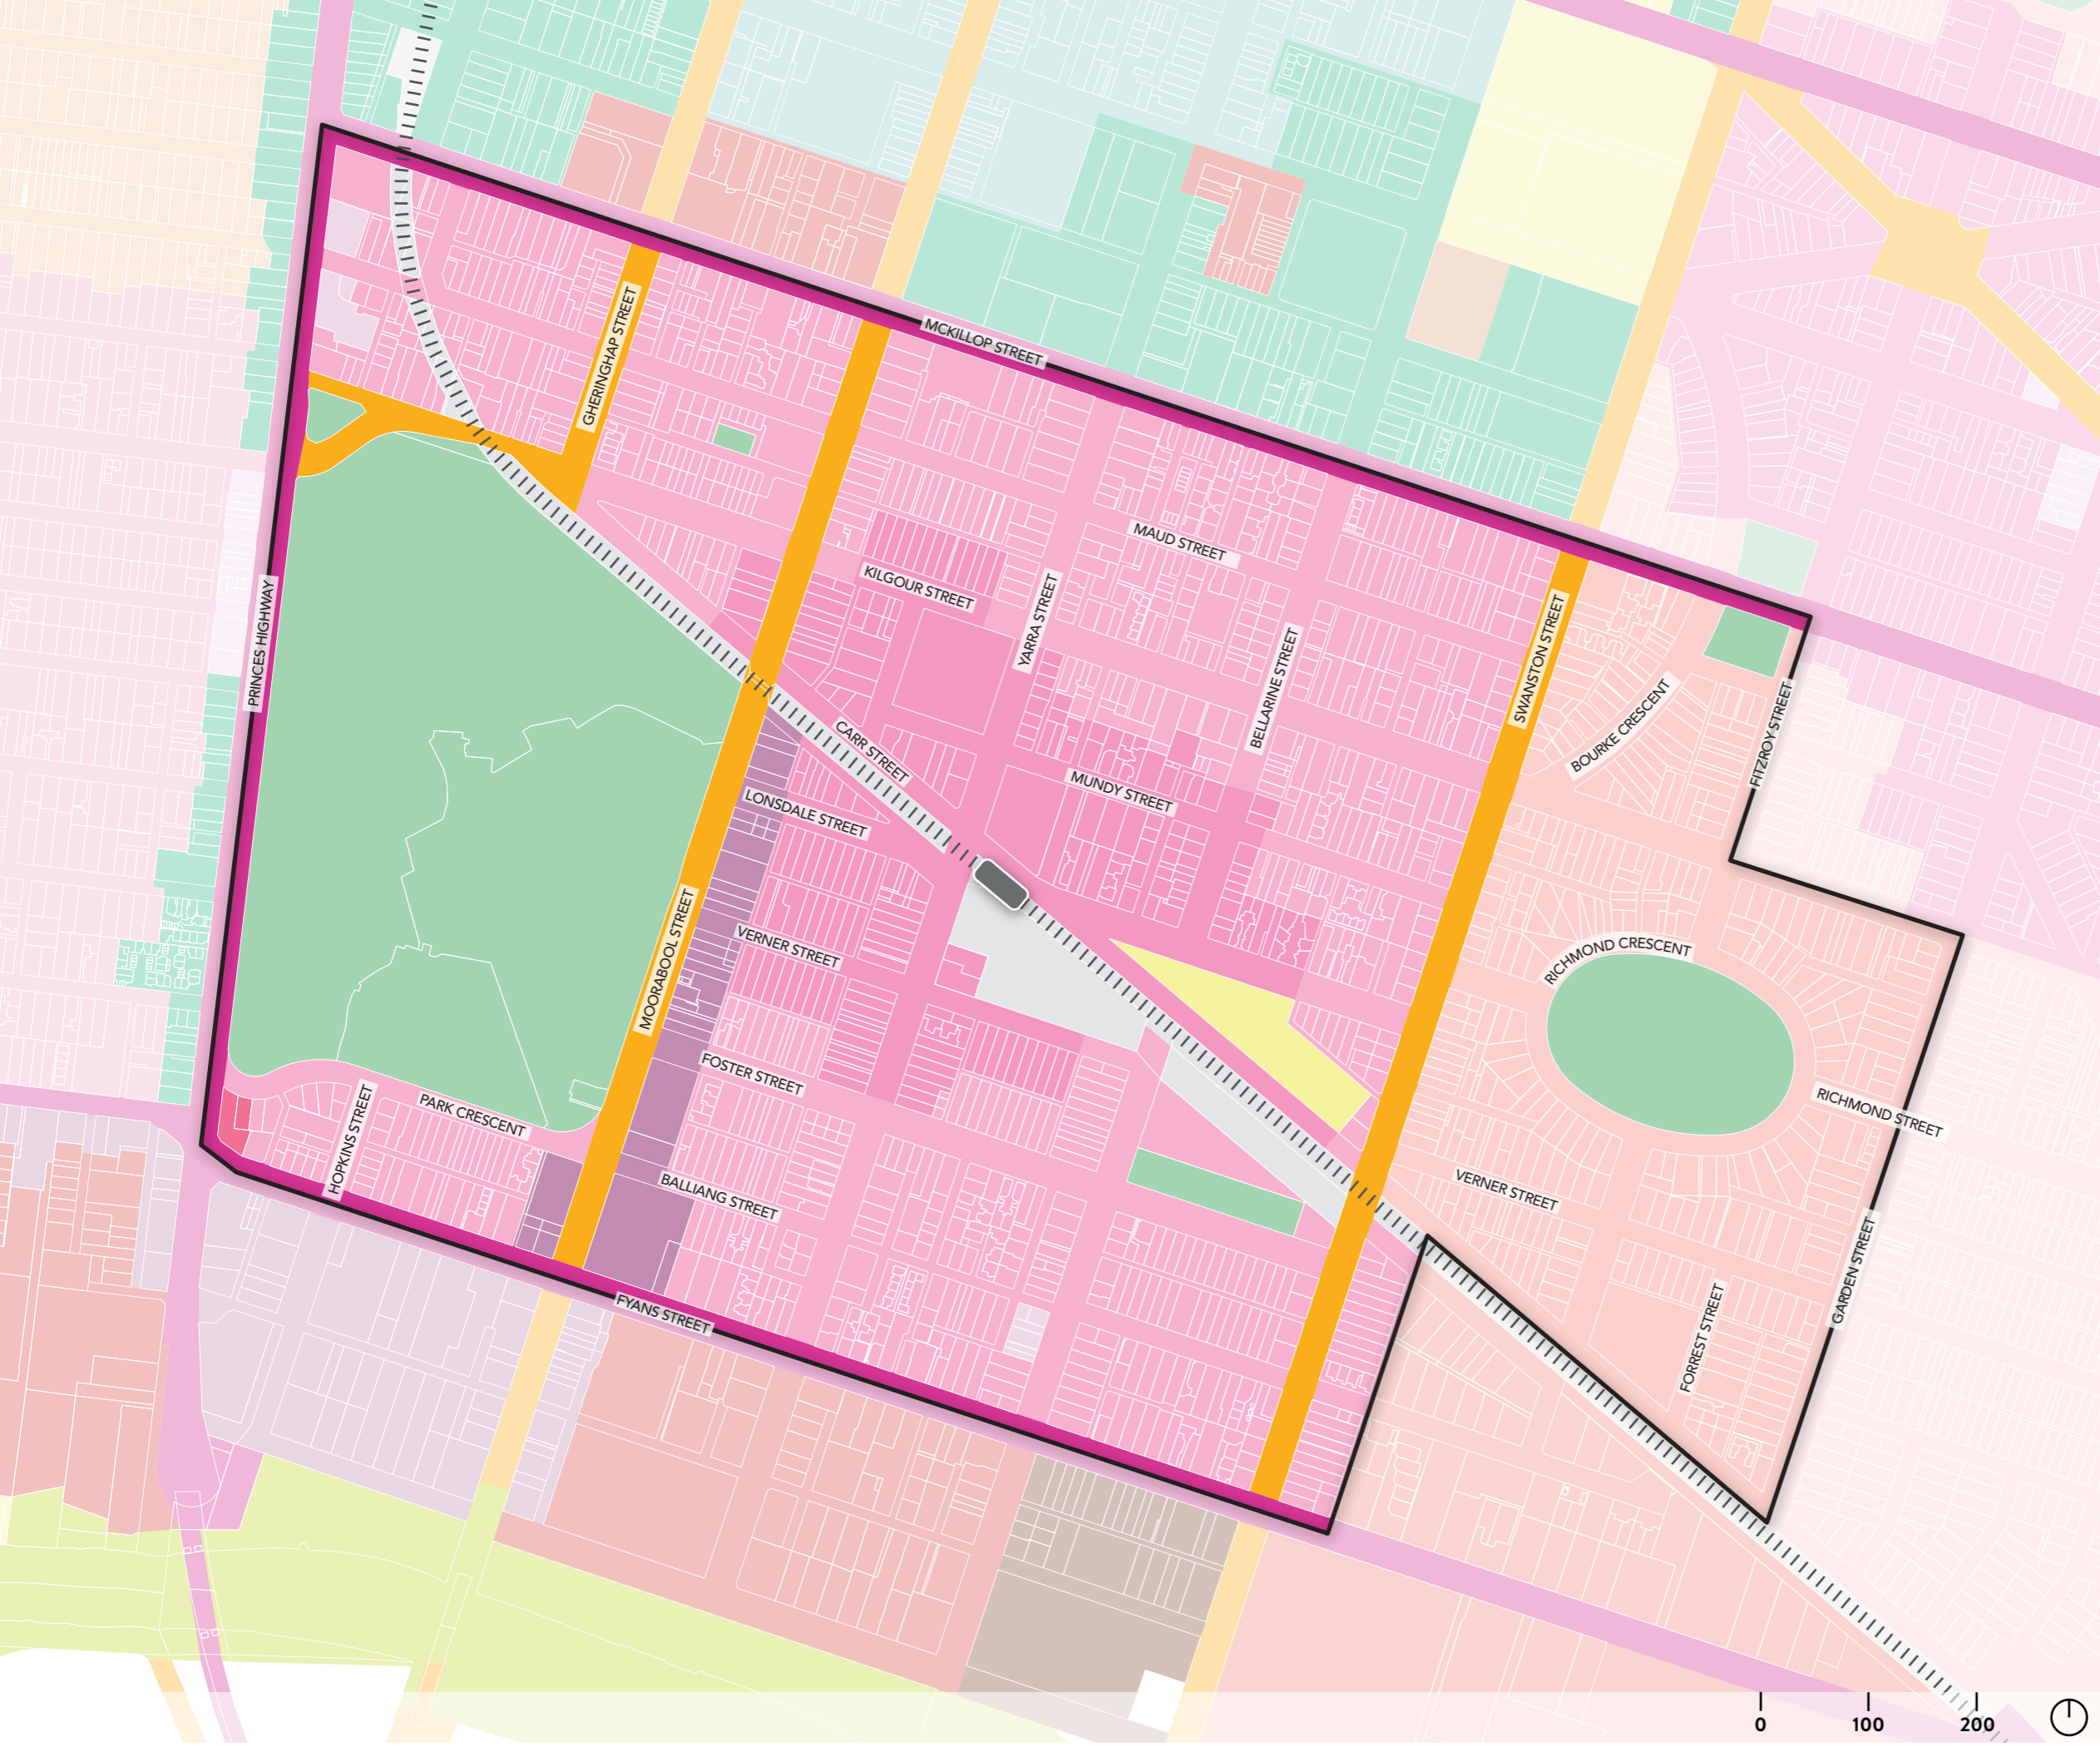 GHERINGHAP STREET
MCKILLOP STREET
MAUD STREET
KILGOUR STREET
YARRA STREET
PRINCES HIGHWAY
SWANSTON STREET
BELLARINE STREET
BOURKE CRESCENT
FITZROY STREET
CARR STREET
MUNDY STREET
LONSDALE STREET
MOORABOOL STREET
VERNER STREET
RICHMOND CRESCENT
FOSTER STREET
PARK CRESCENT
HOPKINS STREET
RICHMOND STREET
BALLIANG STREET
VERNER STREET
GARDEN STREET
FORREST STREET
FYANS STREET
0 100 200